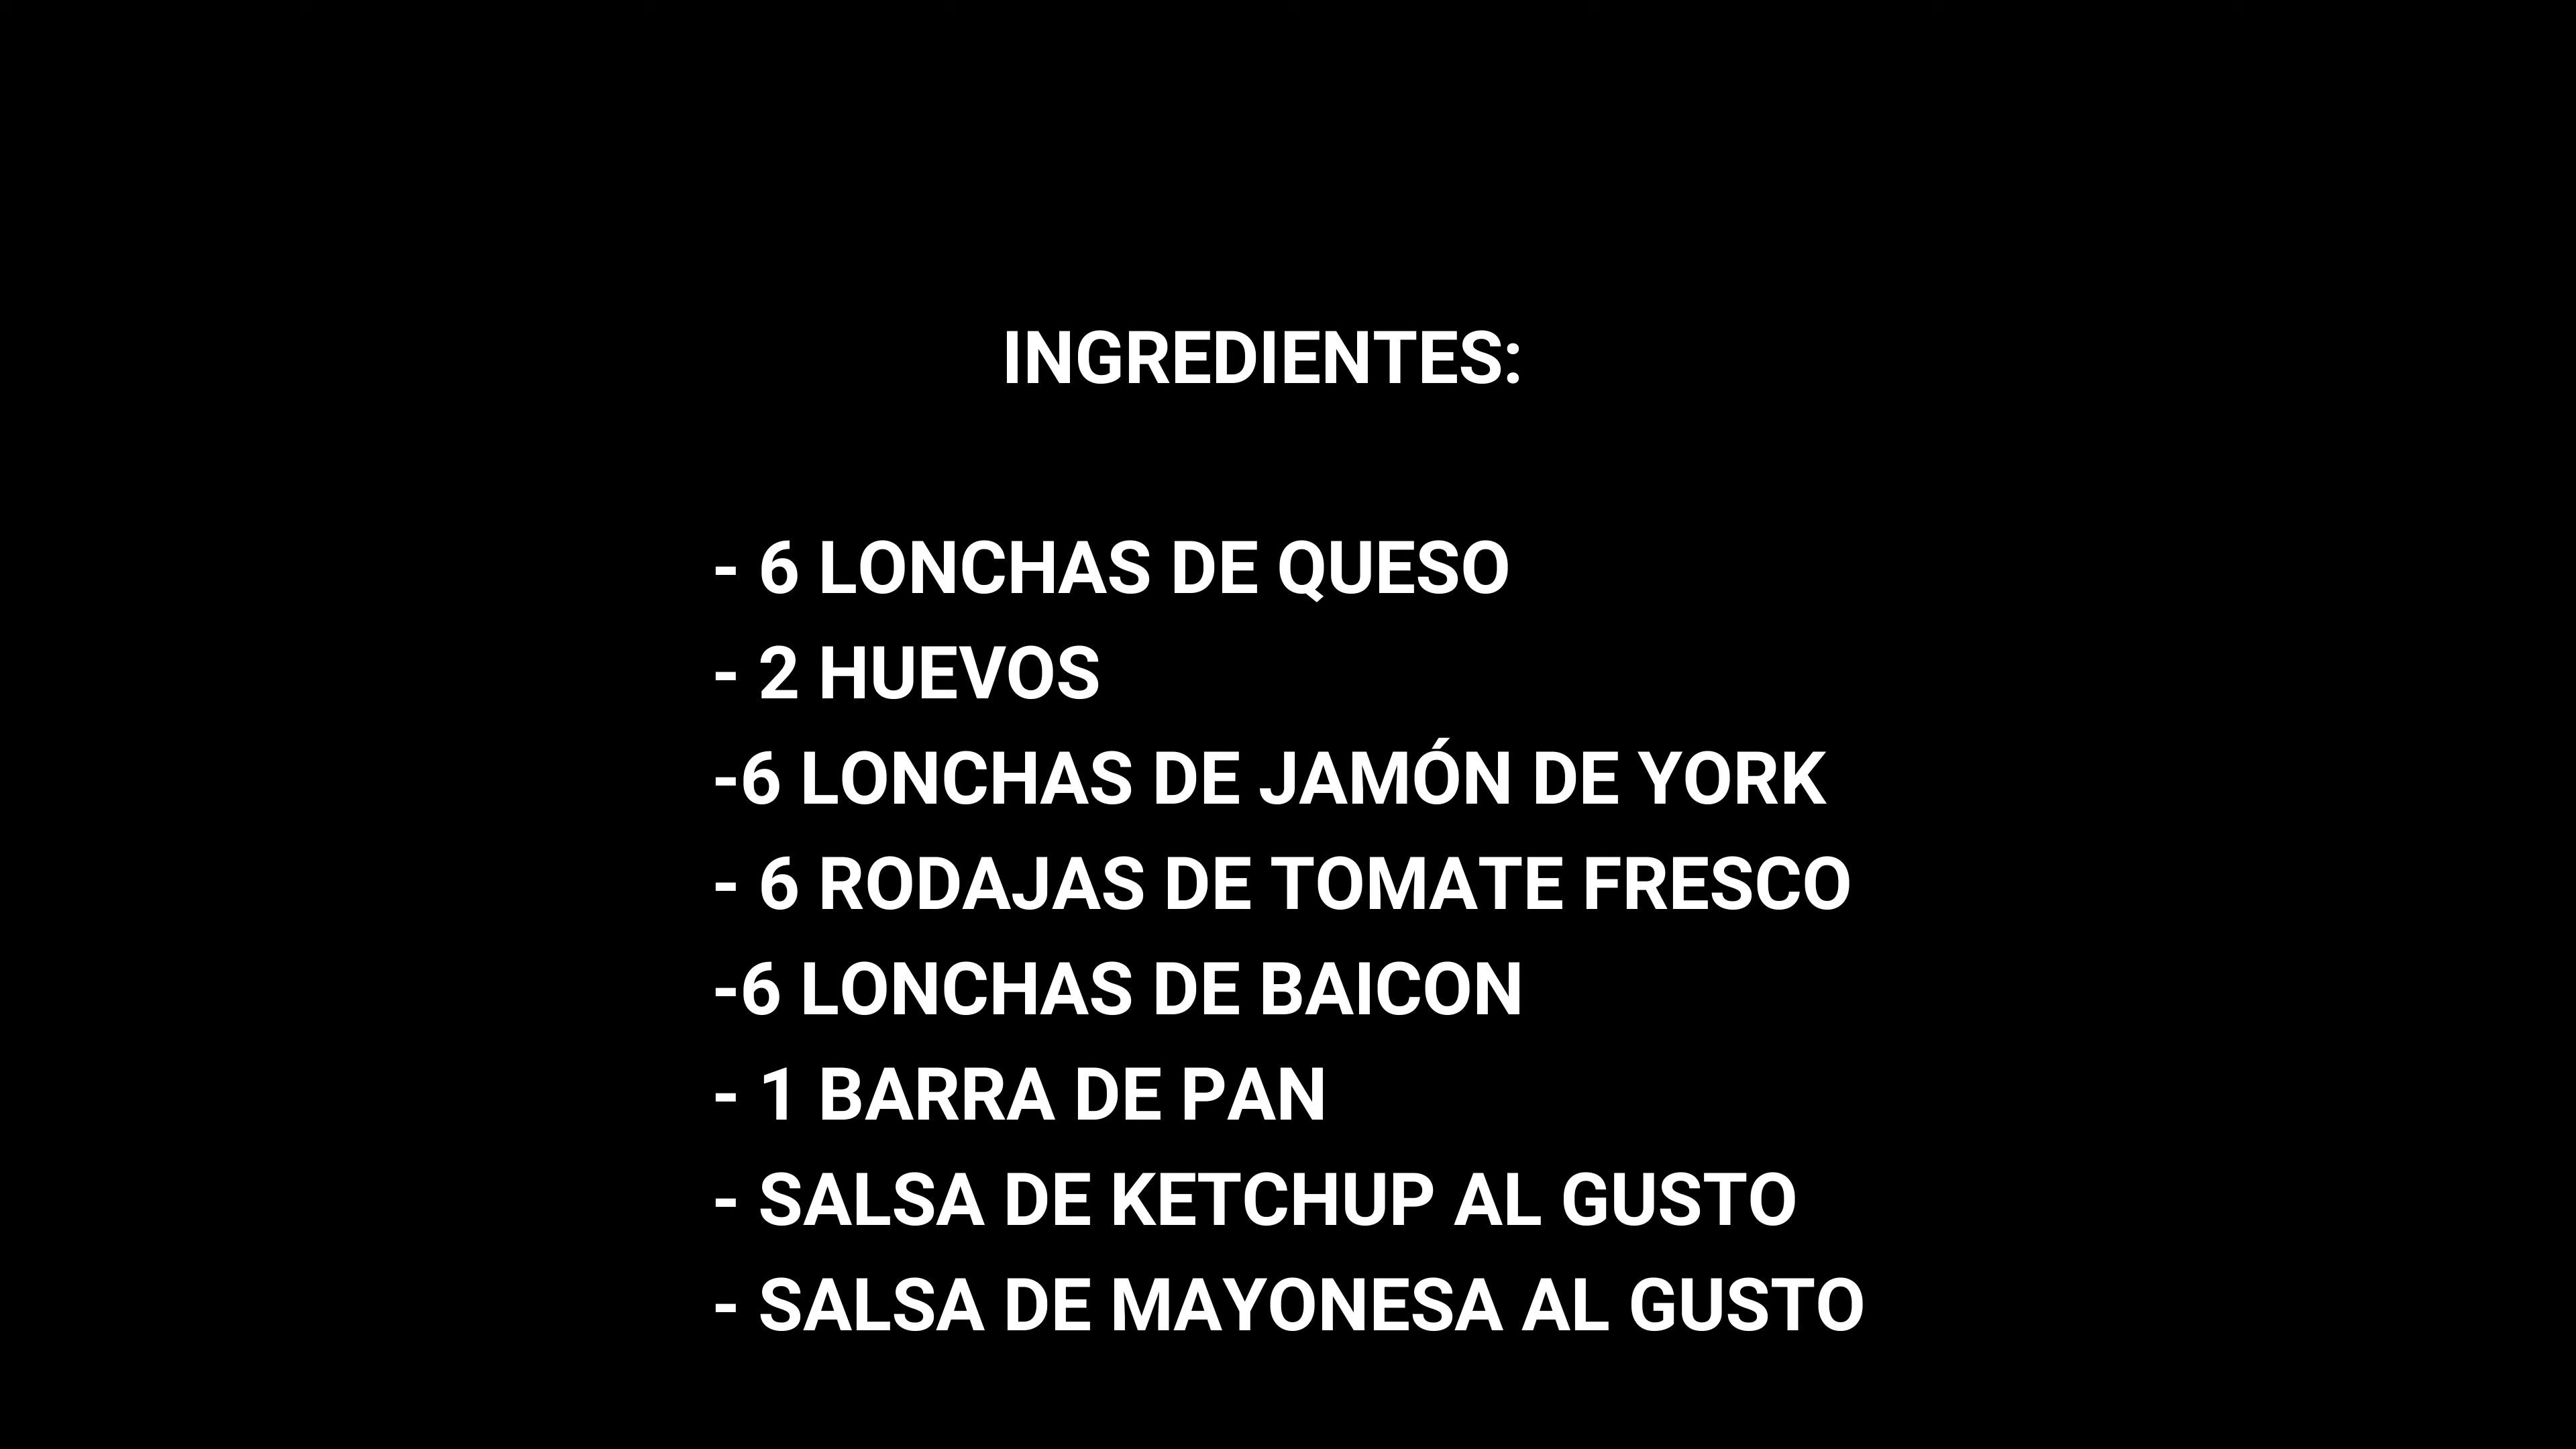 INGREDIENTES:
- 6 LONCHAS DE QUESO
- 2 HUEVOS
-6 LONCHAS DE JAMÓN DE YORK
- 6 RODAJAS DE TOMATE FRESCO
-6 LONCHAS DE BAICON
- 1 BARRA DE PAN
- SALSA DE KETCHUP AL GUSTO
- SALSA DE MAYONESA AL GUSTO